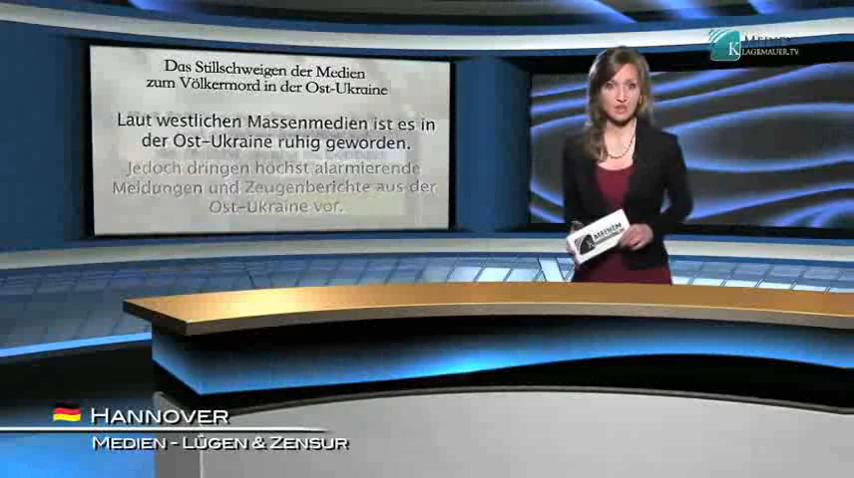 Das Stillschweigen der Medien
zum Völkermord in der Ost-Ukraine
Laut westlichen Massenmedien ist es in
der Ost-Ukraine ruhig geworden.
Jedoch dringen höchst alarmierende
Meldungen und Zeugenberichte aus der
Ost-Ukraine vor.
K
LAGEMAUER.TV
MEDIEN
K
HANNOVER
MEDIEN - LÜGEN & ZENSUR